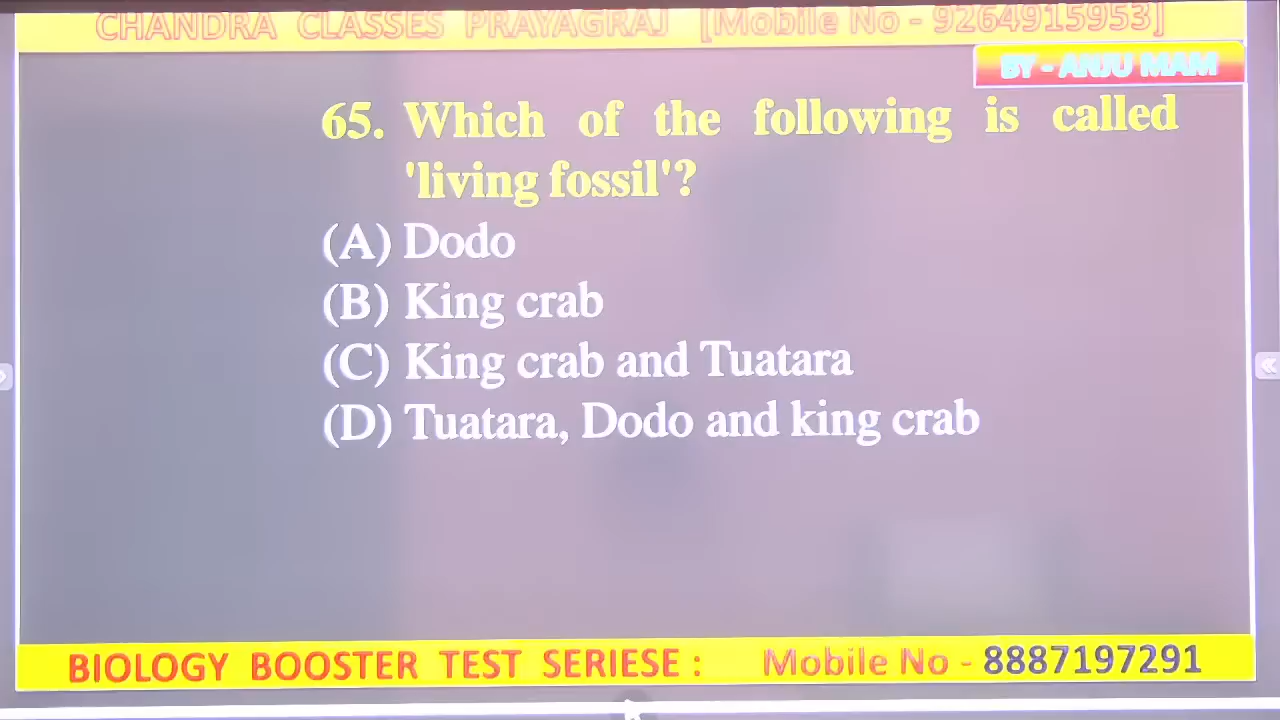 CHANDRA CLASSES PRAYAGRAJ [Mobile No - 9264915953]
BY - ANJU MAM
65. Which of the following is called
'living fossil'?
(A) Dodo
(B) King crab
(C) King crab and Tuatara
(D) Tuatara, Dodo and king crab
BIOLOGY BOOSTER TEST SERIESE : Mobile No - 8887197291